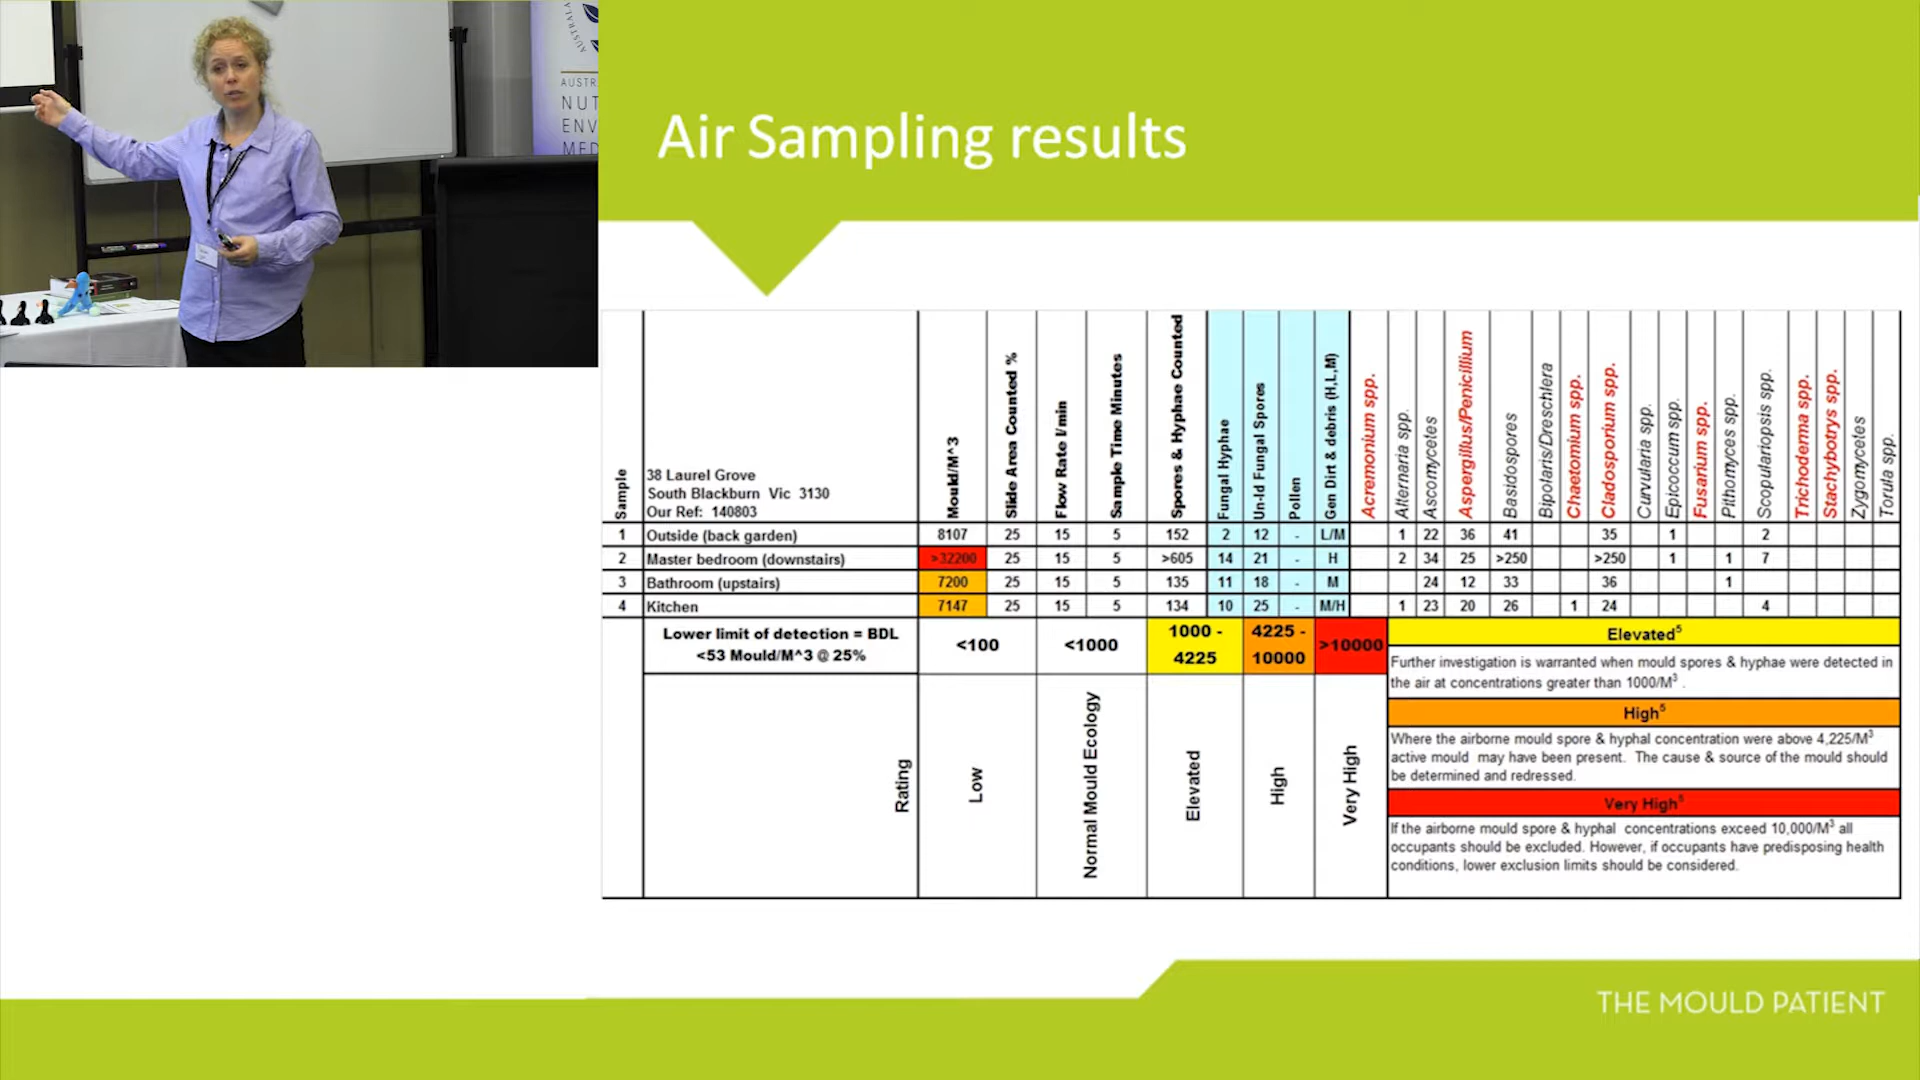 AUSTRALA
AUSTR
NUT
ENV
MED
Air Sampling results
Sample
38 Laurel Grove
South Blackburn Vic 3130
Our Ref: 140803
Mould/M^3
Slide Area Counted %
Flow Rate l/min
Sample Time Minutes
Spores & Hyphae Counted
Fungal Hyphae
Un-Id Fungal Spores
Pollen
Gen Dirt & debris (H,L,M)
Acremonium spp.
Alternaria spp.
Ascomycetes
Aspergillus/Penicillium
Basidospores
Bipolaris/Dreschlera
Chaetomium spp.
Cladosporium spp.
Curvularia spp.
Epicoccum spp.
Fusarium spp.
Pithomyces spp.
Scopulariopsis spp.
Trichoderma spp.
Stachybotrys spp.
Zygomycetes
Torula spp.
1 Outside (back garden) 8107 25 15 5 152 2 12 - L/M 1 22 36 41 35 1 2
2 Master bedroom (downstairs) >32200 25 15 5 >605 14 21 - H 2 34 25 >250 >250 1 1 7
3 Bathroom (upstairs) 7200 25 15 5 135 11 18 - M 24 12 33 36 1
4 Kitchen 7147 25 15 5 134 10 25 - M/H 1 23 20 26 1 24 4
Lower limit of detection = BDL
<53 Mould/M^3 @ 25%
<100
<1000
1000 -
4225
4225 -
10000
>10000
Rating
Low
Normal Mould Ecology
Elevated
High
Very High
Elevated5
Further investigation is warranted when mould spores & hyphae were detected in
the air at concentrations greater than 1000/M3 .
High5
Where the airborne mould spore & hyphal concentration were above 4,225/M3
active mould may have been present. The cause & source of the mould should
be determined and redressed.
Very High5
If the airborne mould spore & hyphal concentrations exceed 10,000/M3 all
occupants should be excluded. However, if occupants have predisposing health
conditions, lower exclusion limits should be considered.
THE MOULD PATIENT